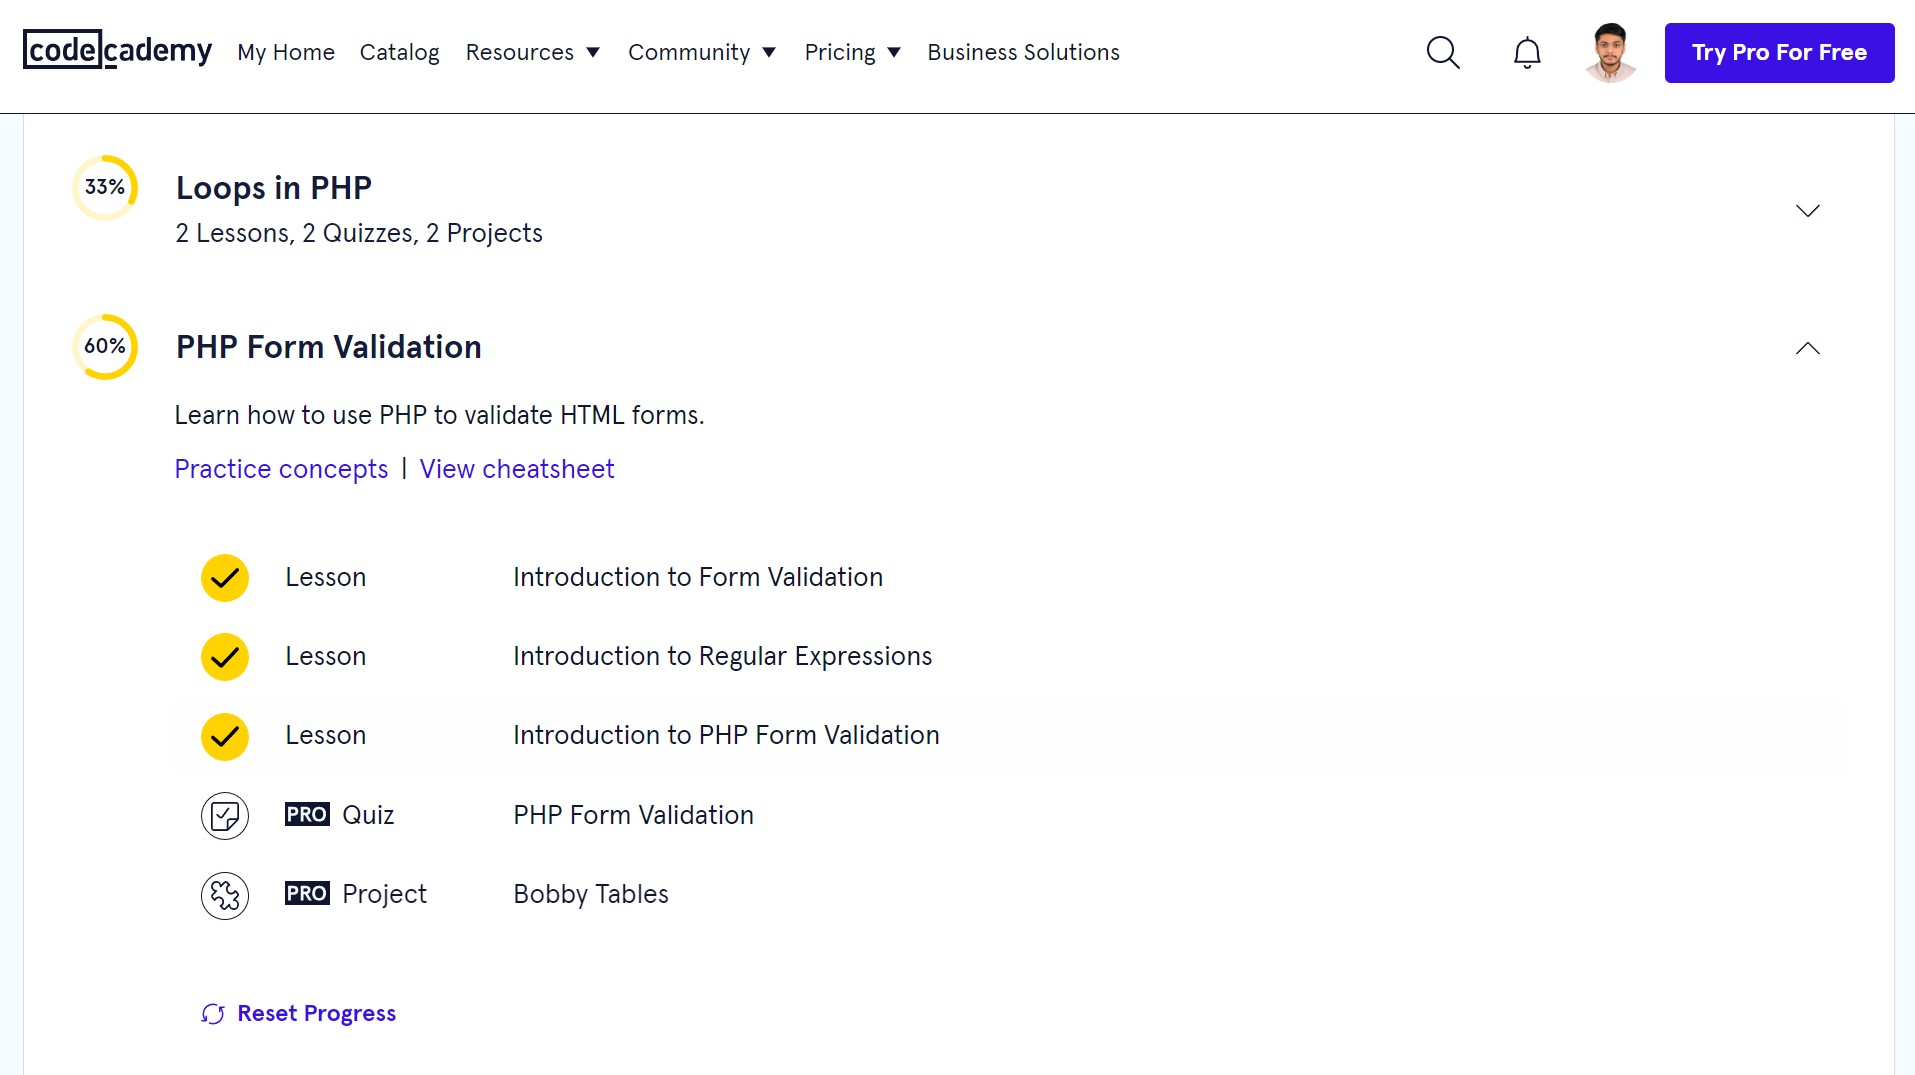 codecademy My Home Catalog Resources Community Pricing Business Solutions Try Pro For Free
33% Loops in PHP
2 Lessons, 2 Quizzes, 2 Projects
60% PHP Form Validation
Learn how to use PHP to validate HTML forms.
Practice concepts | View cheatsheet
Lesson Introduction to Form Validation
Lesson Introduction to Regular Expressions
Lesson Introduction to PHP Form Validation
PRO Quiz PHP Form Validation
PRO Project Bobby Tables
Reset Progress